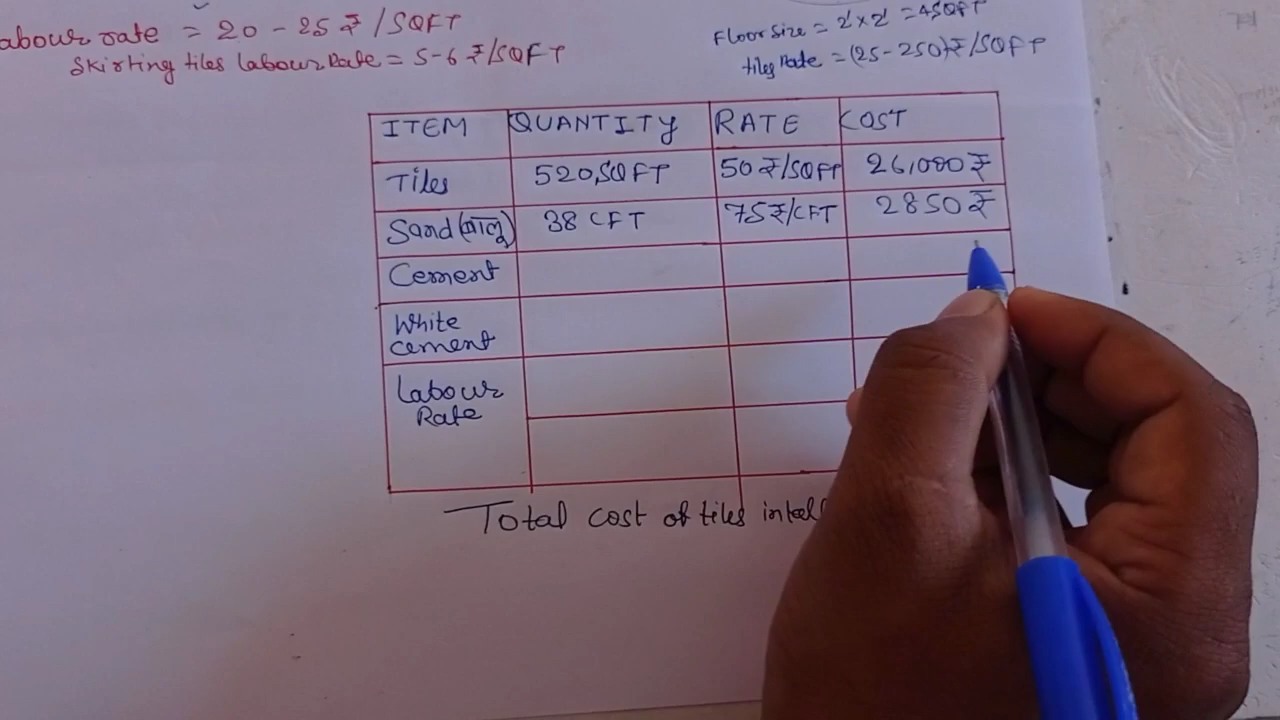 abour rate = 20 - 25 ₹ /SQFT
Skirting tiles labour Rate = 5-6 ₹/SQFT
Floor size = 2'x2' = 4SQFT
tiles Rate = (25-250)₹/SQFT
ITEM QUANTITY RATE COST
Tiles 520,SQFT 50 ₹/SQFT 26,000 ₹
Sand (बालू) 38 CFT 75₹/CFT 2850 ₹
Cement
White
cement
Labour
Rate
Total cost of tiles